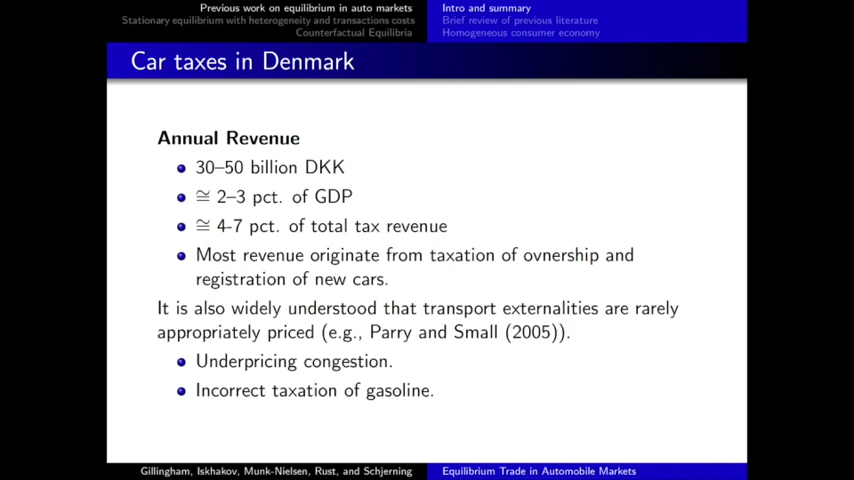 Previous work on equilibrium in auto markets
Stationary equilibrium with heterogeneity and transactions costs
Counterfactual Equilibria
Intro and summary
Brief review of previous literature
Homogeneous consumer economy
Car taxes in Denmark
Annual Revenue
30–50 billion DKK
≅ 2–3 pct. of GDP
≅ 4-7 pct. of total tax revenue
Most revenue originate from taxation of ovnership and
registration of new cars.
It is also widely understood that transport externalities are rarely
appropriately priced (e.g., Parry and Small (2005)).
Underpricing congestion.
Incorrect taxation of gasoline.
Gillingham, Iskhakov, Munk-Nielsen, Rust, and Schjerning
Equilibrium Trade in Automobile Markets